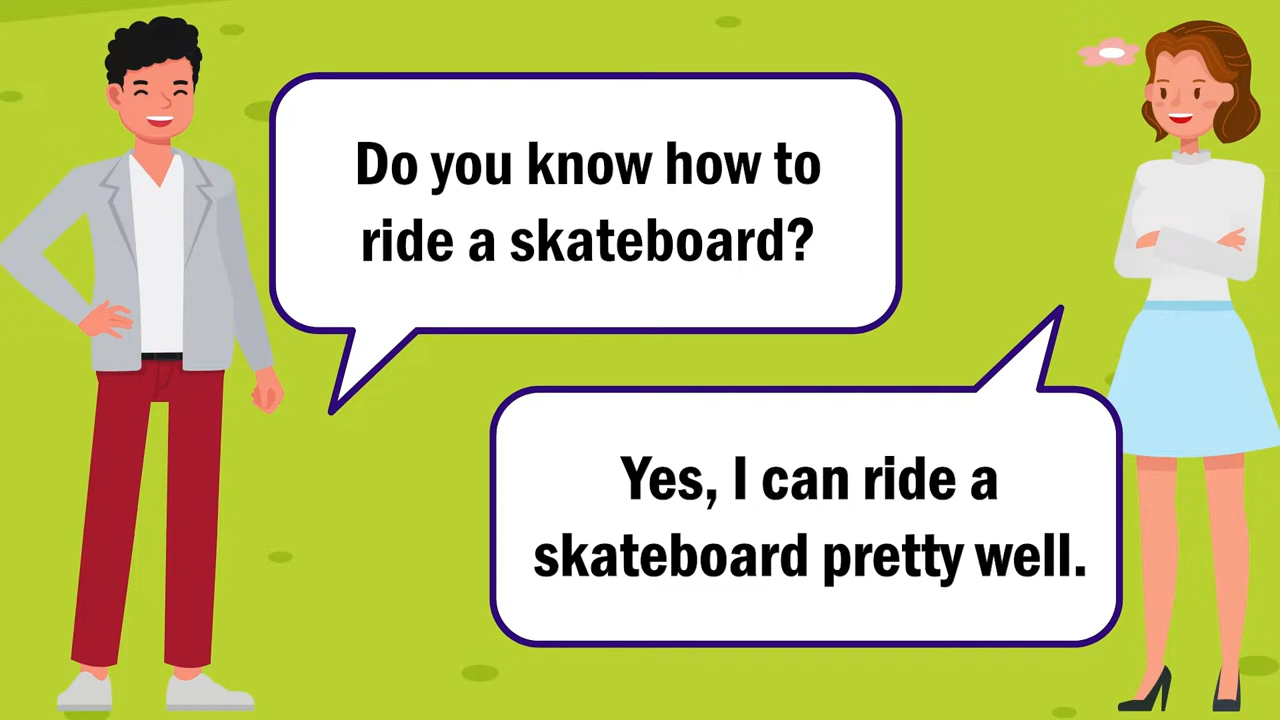 Do you know how to
ride a skateboard?
Yes, I can ride a
skateboard pretty well.